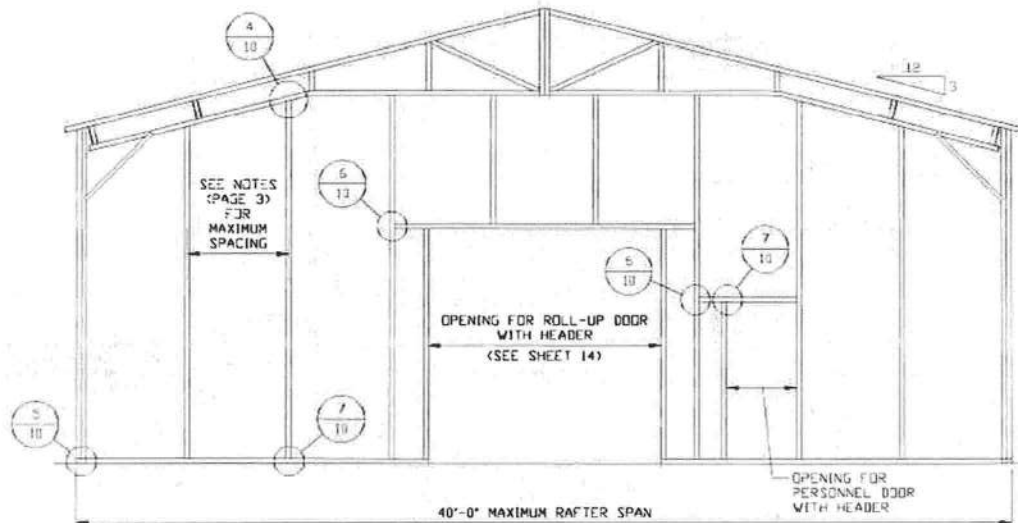 4
10
12
3
SEE NOTES
(PAGE 3)
FOR
MAXIMUM
SPACING
6
10
6
10
7
10
OPENING FOR ROLL-UP DOOR
WITH HEADER
(SEE SHEET 14)
5
10
7
10
OPENING FOR
PERSONNEL DOOR
WITH HEADER
40'-0" MAXIMUM RAFTER SPAN